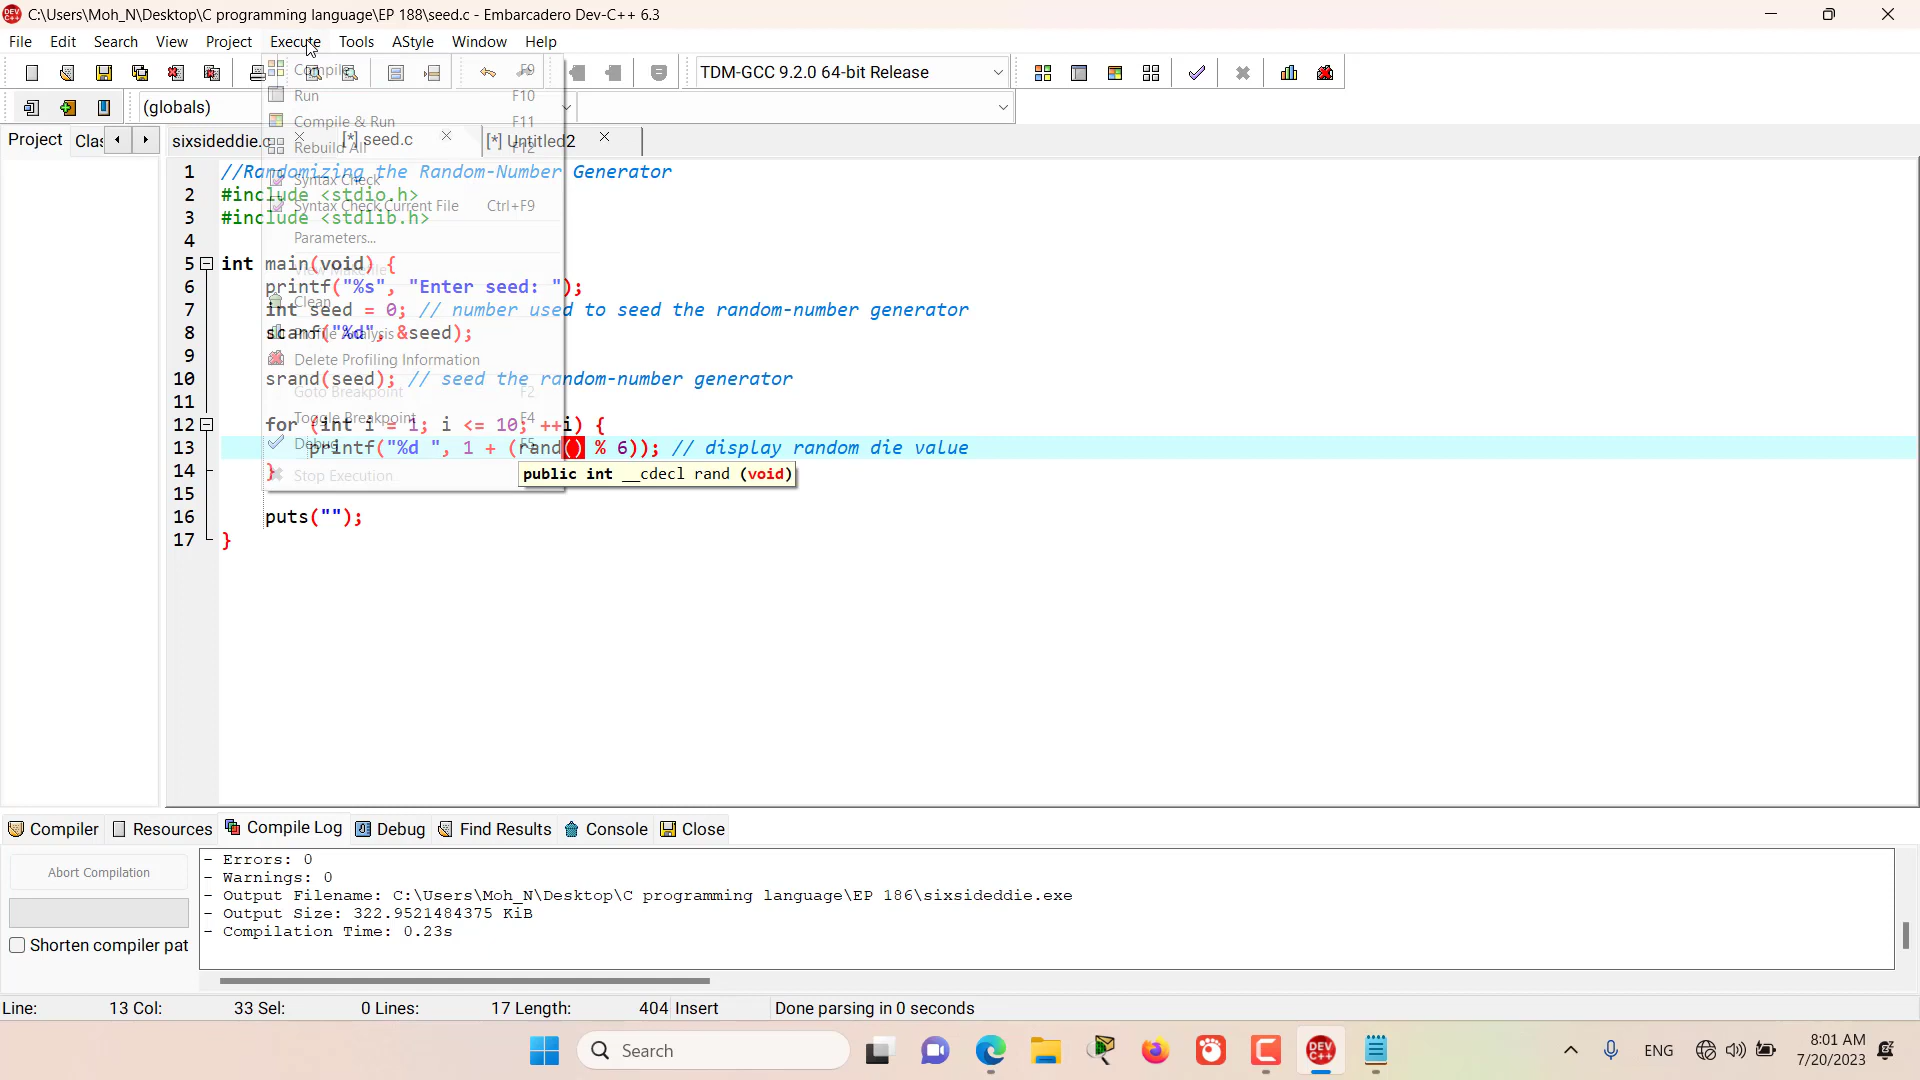 C:\Users\Moh_N\Desktop\C programming language\EP 188\seed.c - Embarcadero Dev-C++ 6.3
File Edit Search View Project Execute Tools AStyle Window Help
TDM-GCC 9.2.0 64-bit Release
(globals)
Project Clas sixsideddie.c [*] seed.c [*] Untitled2
Compile F9
Run F10
Compile & Run F11
Rebuild All F12
Syntax Check
Syntax Check Current File Ctrl+F9
Parameters...
View Makefile
Clean
Profile Analysis
Delete Profiling Information
Goto Breakpoint F2
Toggle Breakpoint F4
Debug F5
Stop Execution
1 //Randomizing the Random-Number Generator
2 #include <stdio.h>
3 #include <stdlib.h>
4
5 int main(void) {
6 printf("%s", "Enter seed: ");
7 int seed = 0; // number used to seed the random-number generator
8 scanf("%d", &seed);
9
10 srand(seed); // seed the random-number generator
11
12 for (int i = 1; i <= 10; ++i) {
13 printf("%d ", 1 + (rand() % 6)); // display random die value
14 }
public int __cdecl rand (void)
15
16 puts("");
17 }
Compiler Resources Compile Log Debug Find Results Console Close
Abort Compilation
Shorten compiler pat
- Errors: 0
- Warnings: 0
- Output Filename: C:\Users\Moh_N\Desktop\C programming language\EP 186\sixsideddie.exe
- Output Size: 322.9521484375 KiB
- Compilation Time: 0.23s
Line: 13 Col: 33 Sel: 0 Lines: 17 Length: 404 Insert Done parsing in 0 seconds
Search
DEV C++
ENG
8:01 AM
7/20/2023